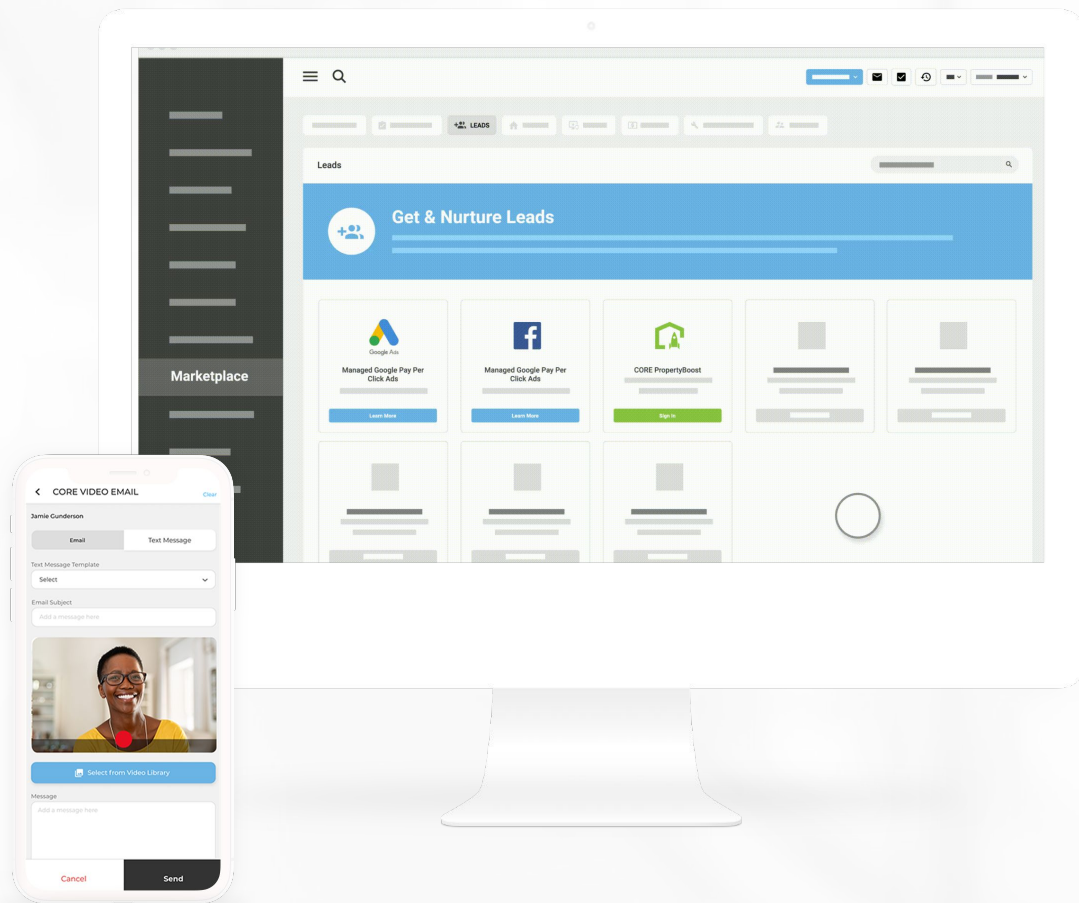 LEADS
Leads
Get & Nurture Leads
Google Ads
Managed Google Pay Per
Click Ads
Learn More
Managed Google Pay Per
Click Ads
Learn More
CORE PropertyBoost
Sign In
Marketplace
CORE VIDEO EMAIL
Clear
Jamie Gunderson
Email
Text Message
Text Message Template
Select
Email Subject
Add a message here
Select from Video Library
Message
Add a message here
Cancel
Send